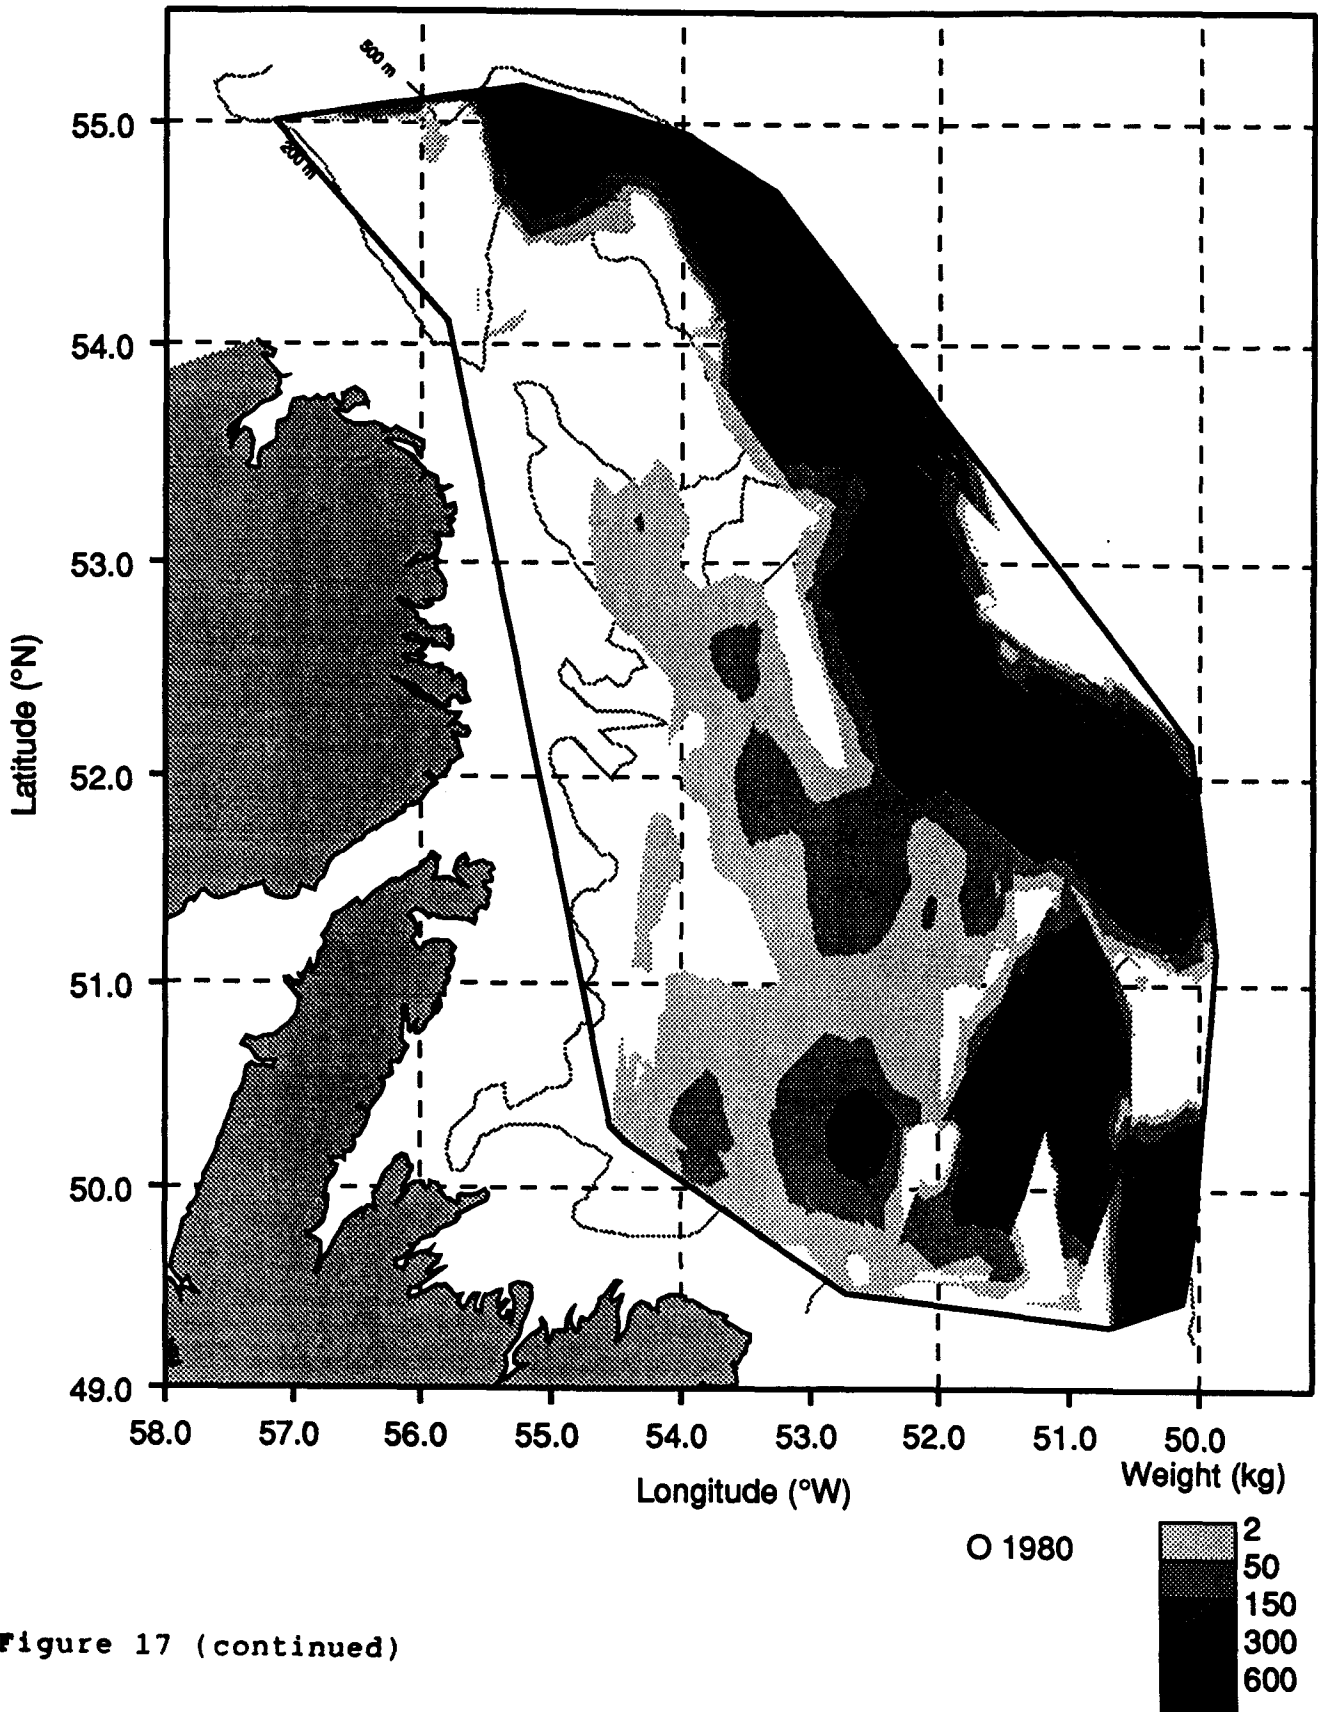 500 m
55.0
200 m
54.0
53.0
52.0
51.0
50.0
49.0
Latitude (°N)
58.0 57.0 56.0 55.0 54.0 53.0 52.0 51.0 50.0
Longitude (°W)
Weight (kg)
O 1980
2
50
150
300
600
Figure 17 (continued)